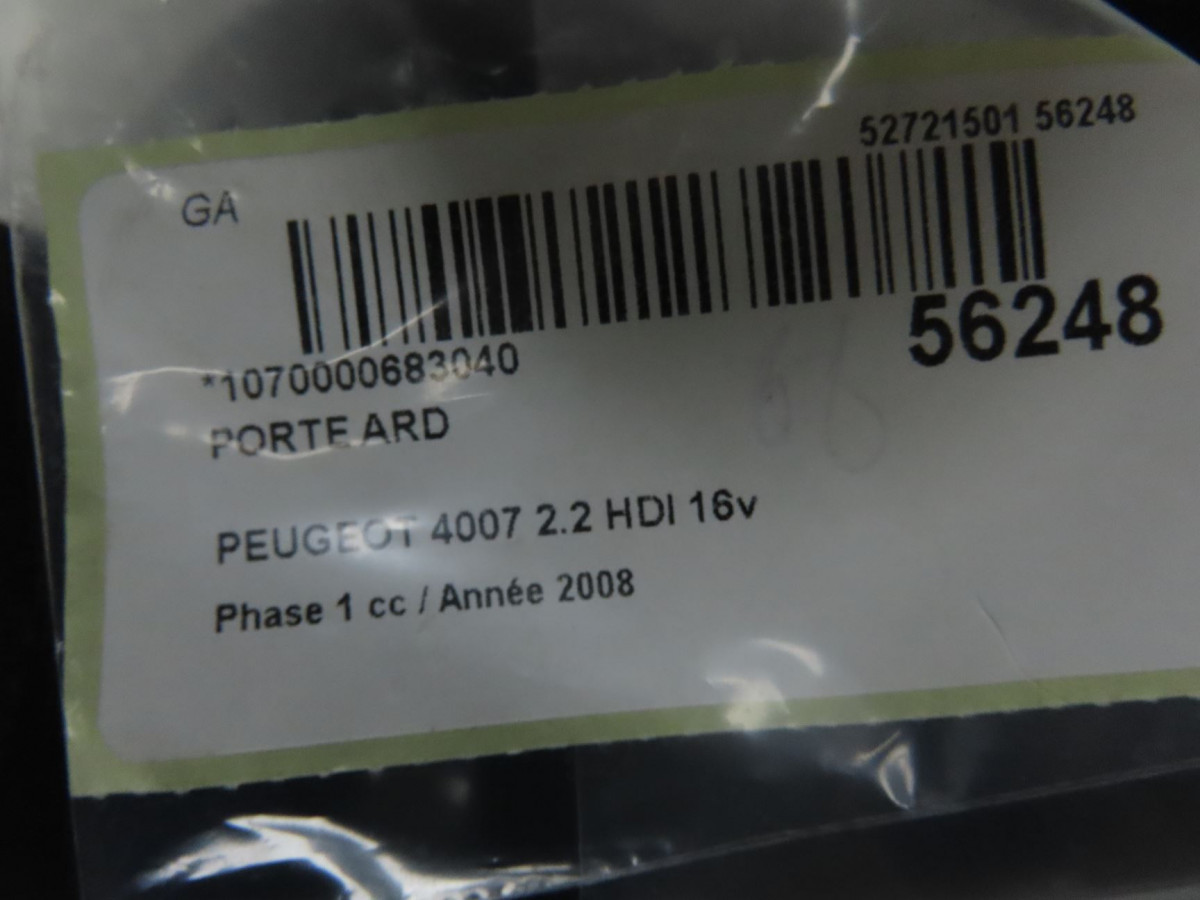 52721501 56248
GA
56248
*1070000683040
PORTE ARD
PEUGEOT 4007 2.2 HDI 16v
Phase 1 cc / Année 2008